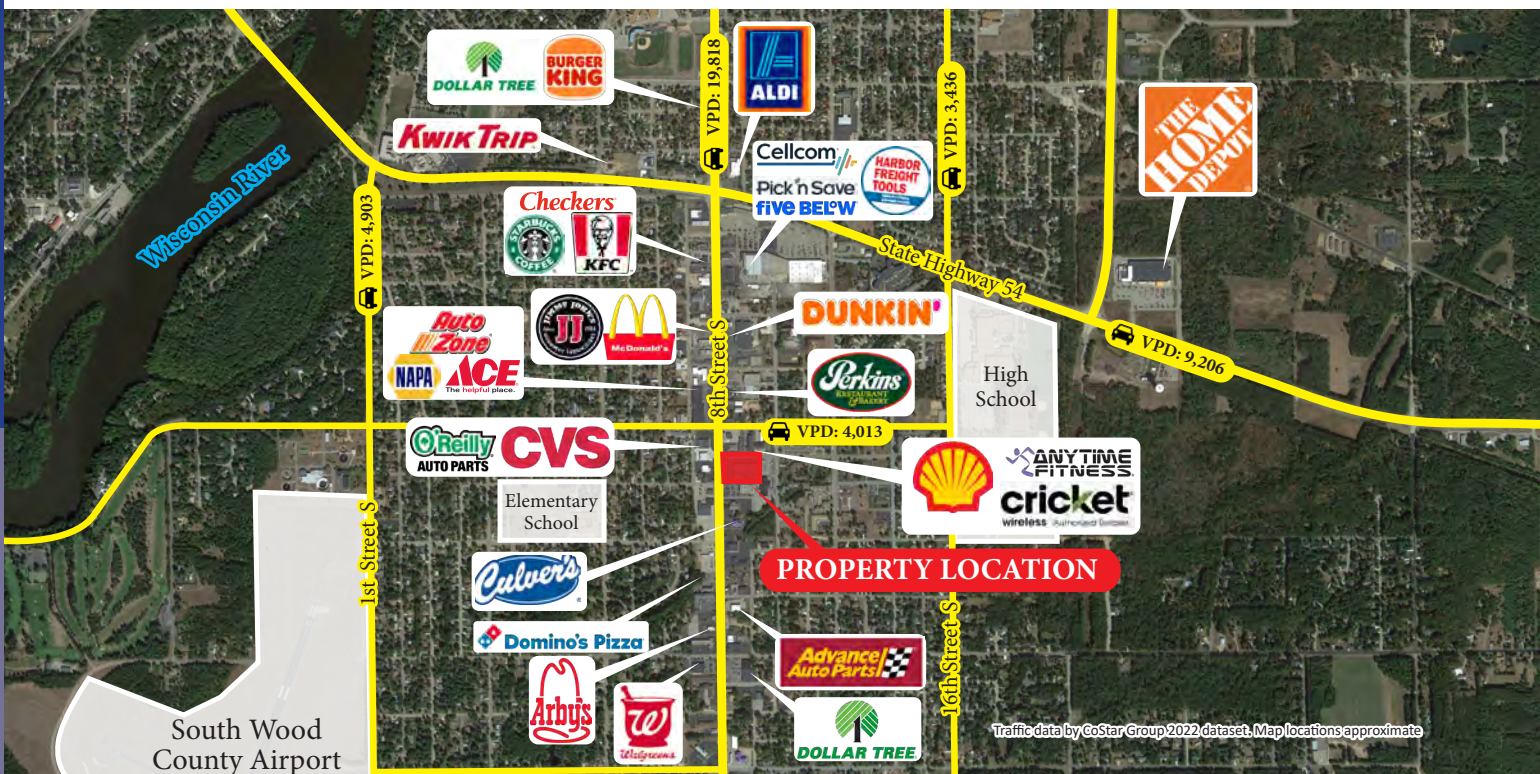 DOLLAR TREE
BURGER
KING
VPD: 19,818
ALDI
VPD: 3,436
THE
HOME
DEPOT
KWIK TRIP
Cellcom
Pick'n Save
five BEL°W
HARBOR
FREIGHT
TOOLS
Wisconsin River
VPD: 4,903
Checkers
STARBUCKS
COFFEE
KFC
State Highway 54
JIMMY JOHN'S
JJ
McDonald's
DUNKIN'
Auto
Zone
NAPA
ACE
The helpful place.
8th Street S
Perkins
RESTAURANT
& BAKERY
High
School
VPD: 9,206
VPD: 4,013
O'Reilly
AUTO PARTS
CVS
ANYTIME
FITNESS
cricket
wireless Authorized Retailer
Elementary
School
1st Street S
Culver's
PROPERTY LOCATION
Domino's Pizza
16th Street S
Advance
Auto Parts
Arby's
W
Walgreens
DOLLAR TREE
South Wood
County Airport
Traffic data by CoStar Group 2022 dataset. Map locations approximate